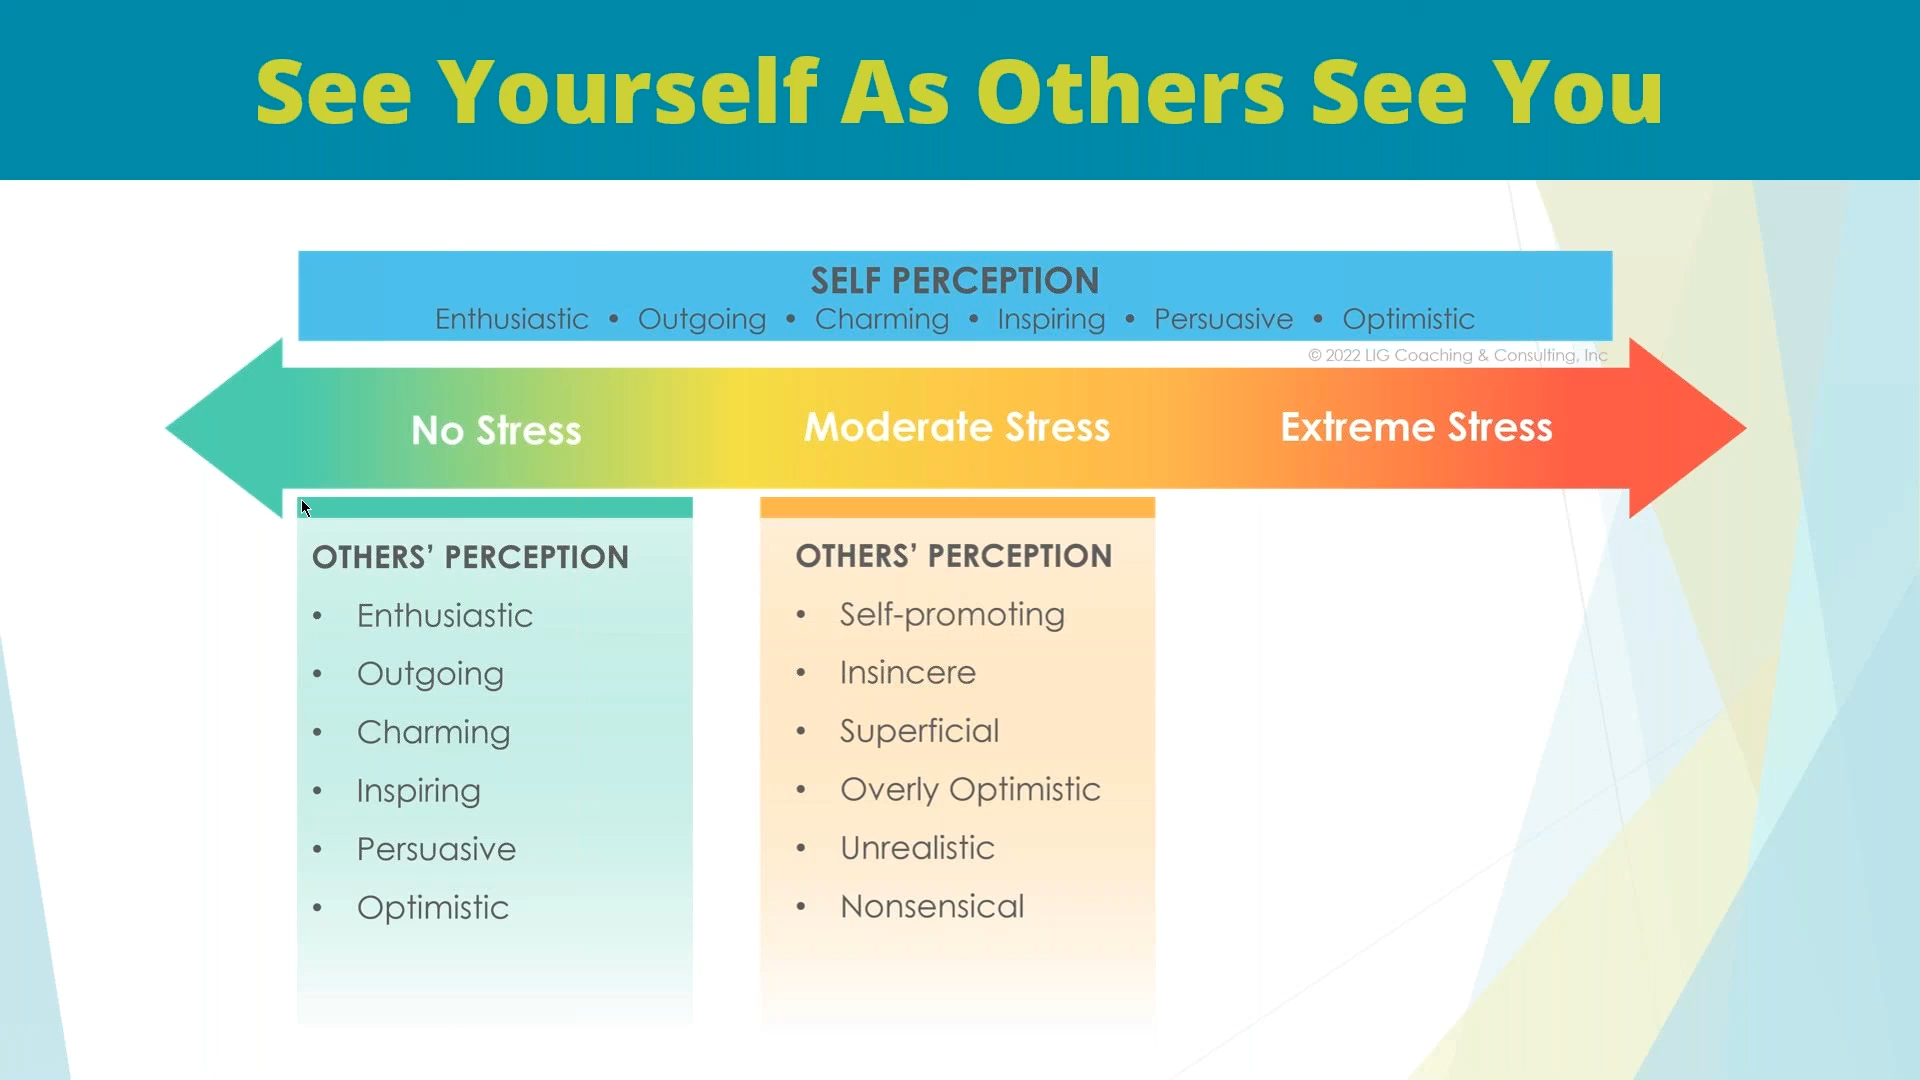 See Yourself As Others See You
SELF PERCEPTION
Enthusiastic • Outgoing • Charming • Inspiring • Persuasive • Optimistic
© 2022 LIG Coaching & Consulting, Inc
No Stress
Moderate Stress
Extreme Stress
OTHERS’ PERCEPTION
• Enthusiastic
• Outgoing
• Charming
• Inspiring
• Persuasive
• Optimistic
OTHERS’ PERCEPTION
• Self-promoting
• Insincere
• Superficial
• Overly Optimistic
• Unrealistic
• Nonsensical